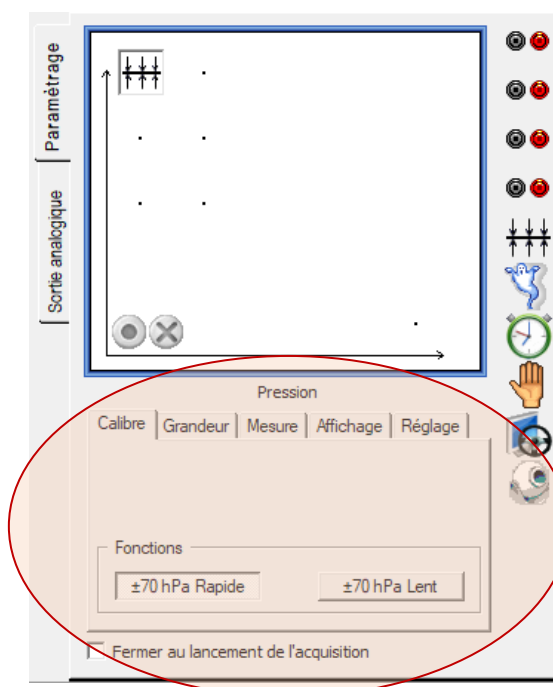 Paramètrage
Sortie analogique
Pression
Calibre Grandeur Mesure Affichage Réglage
Fonctions
±70 hPa Rapide ±70 hPa Lent
Fermer au lancement de l'acquisition